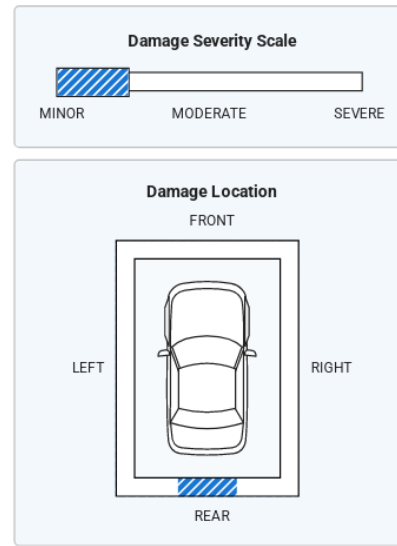 Damage Severity Scale
MINOR MODERATE SEVERE
Damage Location
FRONT
LEFT RIGHT
REAR